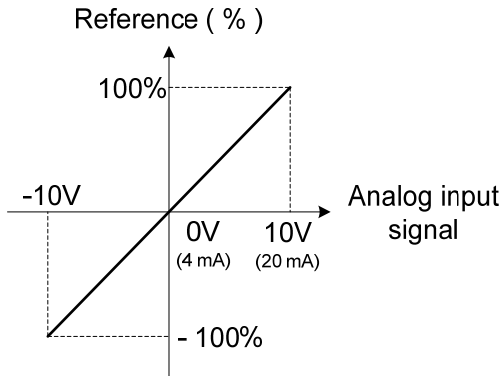 Reference ( % )
100%
-10V
Analog input
signal
0V
10V
(4 mA)
(20 mA)
- 100%